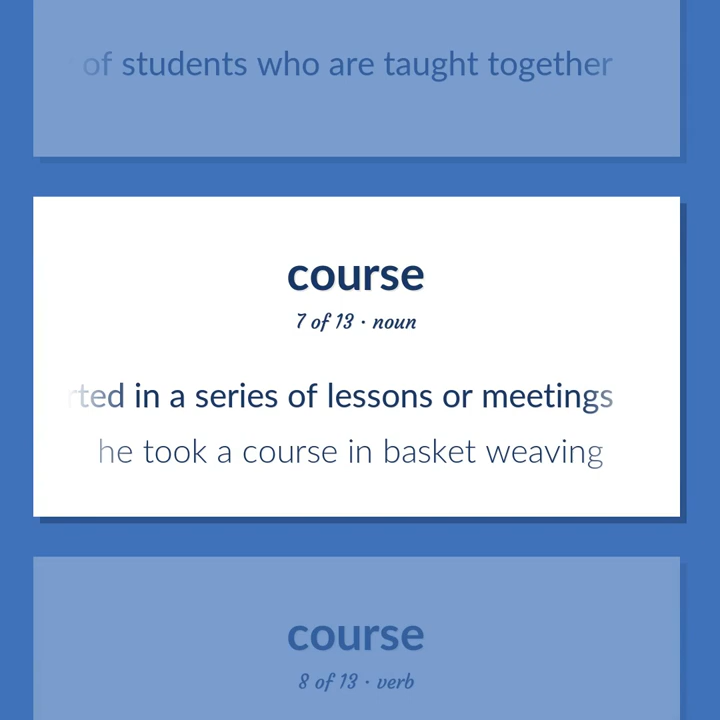 of students who are taught together
course
7 of 13 · noun
in a series of lessons or meetings
he took a course in basket weaving
course
8 of 13 · verb